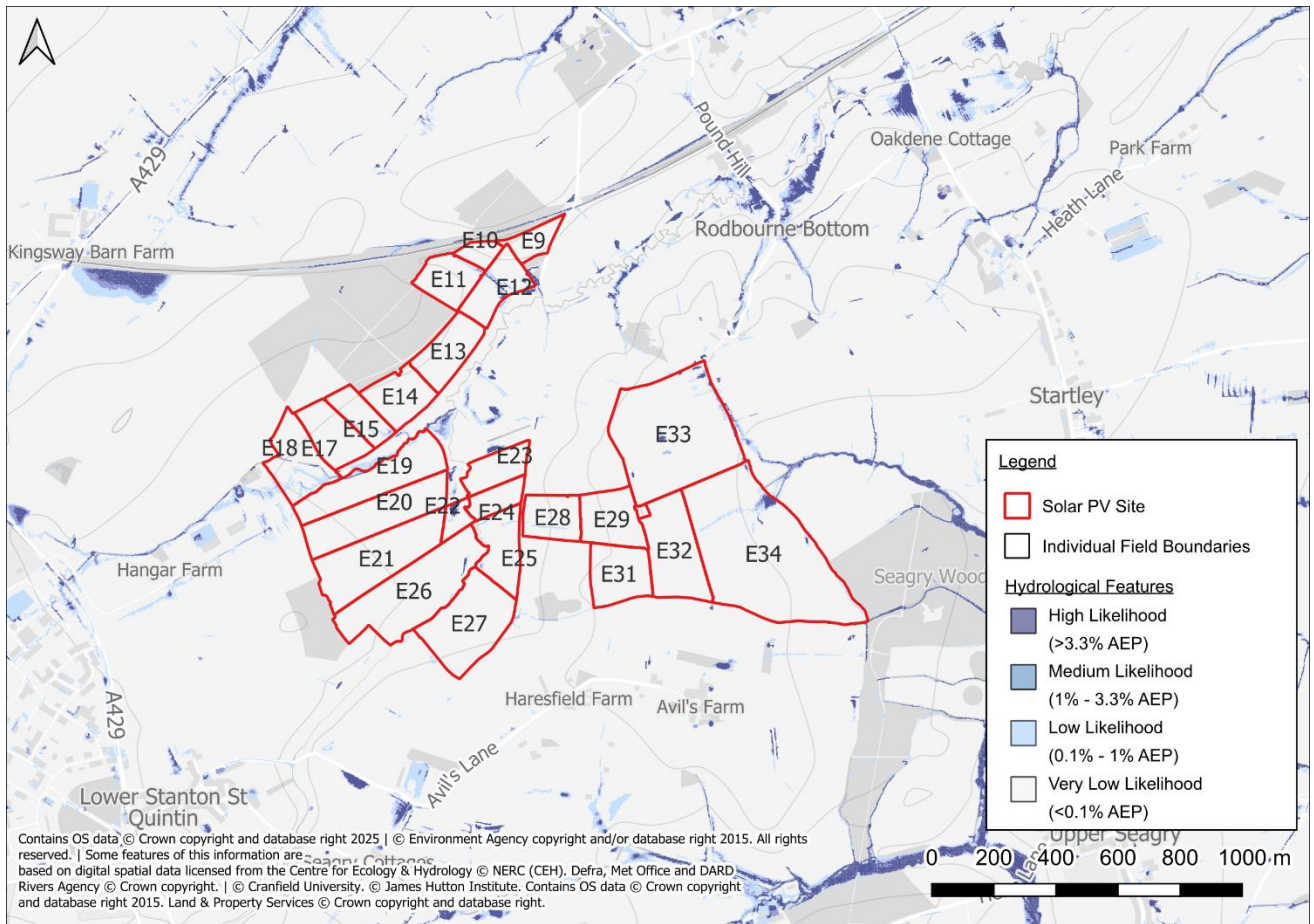 A429
Pound Hill
Oakdene Cottage
Park Farm
Heath Lane
Rodbourne Bottom
Kingsway Barn Farm
E10
E9
E11
E12
E13
E14
E15
E18
E17
E19
E20
E22
E23
E24
E21
E25
E26
E27
E28
E29
E31
E32
E33
E34
Startley
Seagry Wood
Hangar Farm
Haresfield Farm
Avil's Farm
Avil's Lane
A429
Lower Stanton St
Quintin
Seagry Cottages
Upper Seagry
Legend
Solar PV Site
Individual Field Boundaries
Hydrological Features
High Likelihood
(>3.3% AEP)
Medium Likelihood
(1% - 3.3% AEP)
Low Likelihood
(0.1% - 1% AEP)
Very Low Likelihood
(<0.1% AEP)
0 200 400 600 800 1000 m
Contains OS data © Crown copyright and database right 2025 | © Environment Agency copyright and/or database right 2015. All rights
reserved. | Some features of this information are
based on digital spatial data licensed from the Centre for Ecology & Hydrology © NERC (CEH). Defra, Met Office and DARD
Rivers Agency © Crown copyright. | © Cranfield University. © James Hutton Institute. Contains OS data © Crown copyright
and database right 2015. Land & Property Services © Crown copyright and database right.